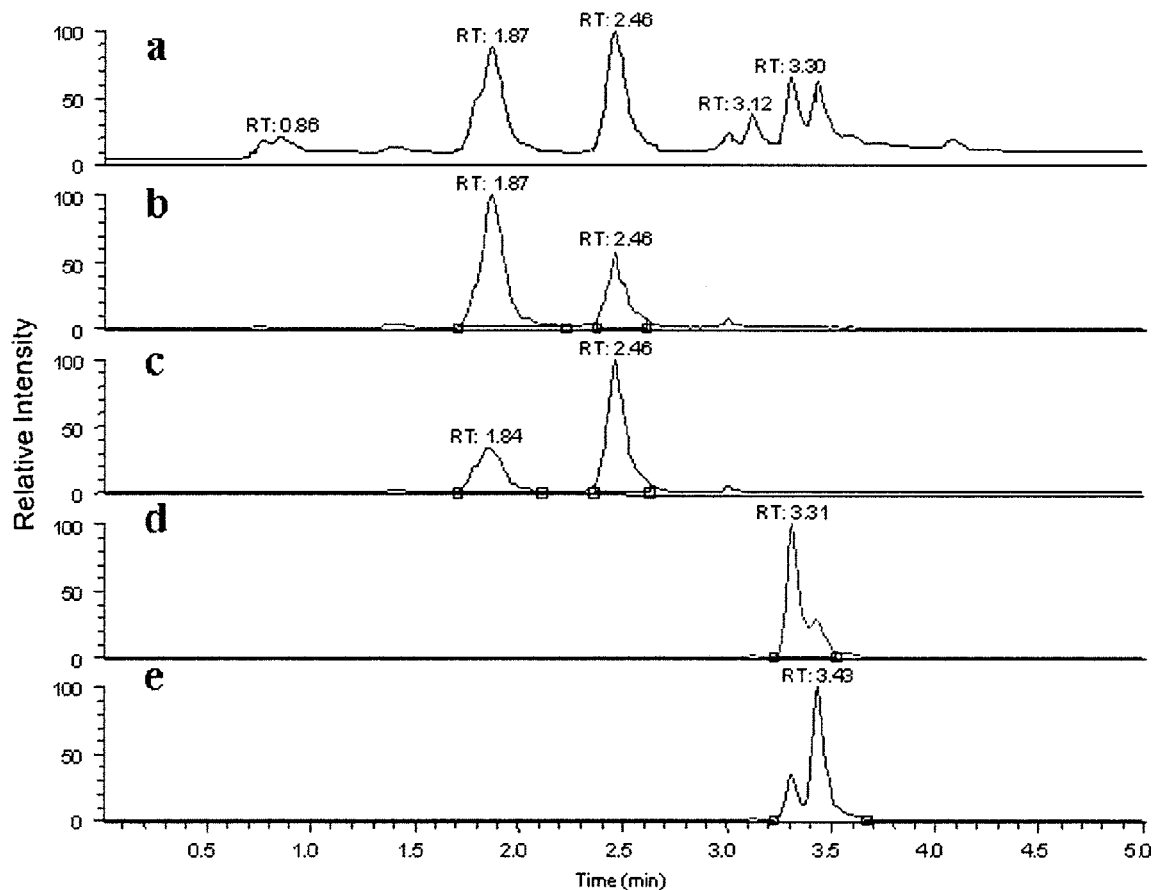 a
RT: 0.86
RT: 1.87
RT: 2.46
RT: 3.12
RT: 3.30
100
50
0
b
RT: 1.87
RT: 2.46
100
50
0
c
RT: 1.84
RT: 2.46
100
50
0
d
RT: 3.31
100
50
0
e
RT: 3.43
100
50
0
Relative Intensity
0.5 1.0 1.5 2.0 2.5 3.0 3.5 4.0 4.5 5.0
Time (min)